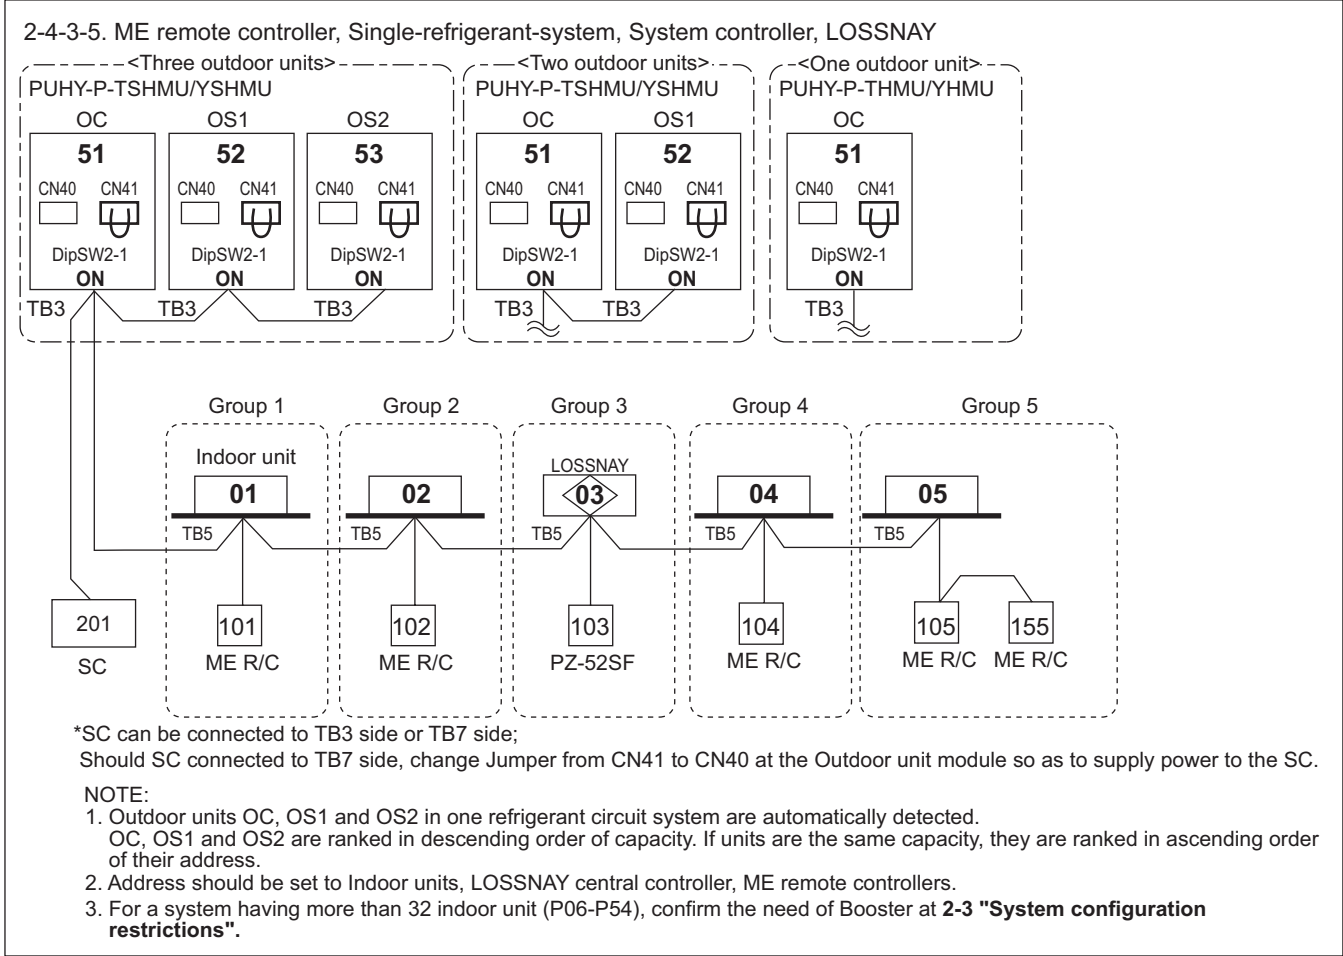 2-4-3-5. ME remote controller, Single-refrigerant-system, System controller, LOSSNAY
<Three outdoor units> <Two outdoor units> <One outdoor unit>
PUHY-P-TSHMU/YSHMU PUHY-P-TSHMU/YSHMU PUHY-P-THMU/YHMU
OC OS1 OS2 OC OS1 OC
51 52 53 51 52 51
CN40 CN41 CN40 CN41 CN40 CN41 CN40 CN41 CN40 CN41 CN40 CN41
DipSW2-1 DipSW2-1 DipSW2-1 DipSW2-1 DipSW2-1 DipSW2-1
ON ON ON ON ON ON
TB3 TB3 TB3 TB3 TB3 TB3
Group 1 Group 2 Group 3 Group 4 Group 5
Indoor unit LOSSNAY
01 02 03 04 05
TB5 TB5 TB5 TB5 TB5
201 101 102 103 104 105 155
SC ME R/C ME R/C PZ-52SF ME R/C ME R/C ME R/C
*SC can be connected to TB3 side or TB7 side;
Should SC connected to TB7 side, change Jumper from CN41 to CN40 at the Outdoor unit module so as to supply power to the SC.
NOTE:
1. Outdoor units OC, OS1 and OS2 in one refrigerant circuit system are automatically detected.
OC, OS1 and OS2 are ranked in descending order of capacity. If units are the same capacity, they are ranked in ascending order
of their address.
2. Address should be set to Indoor units, LOSSNAY central controller, ME remote controllers.
3. For a system having more than 32 indoor unit (P06-P54), confirm the need of Booster at 2-3 "System configuration
restrictions".